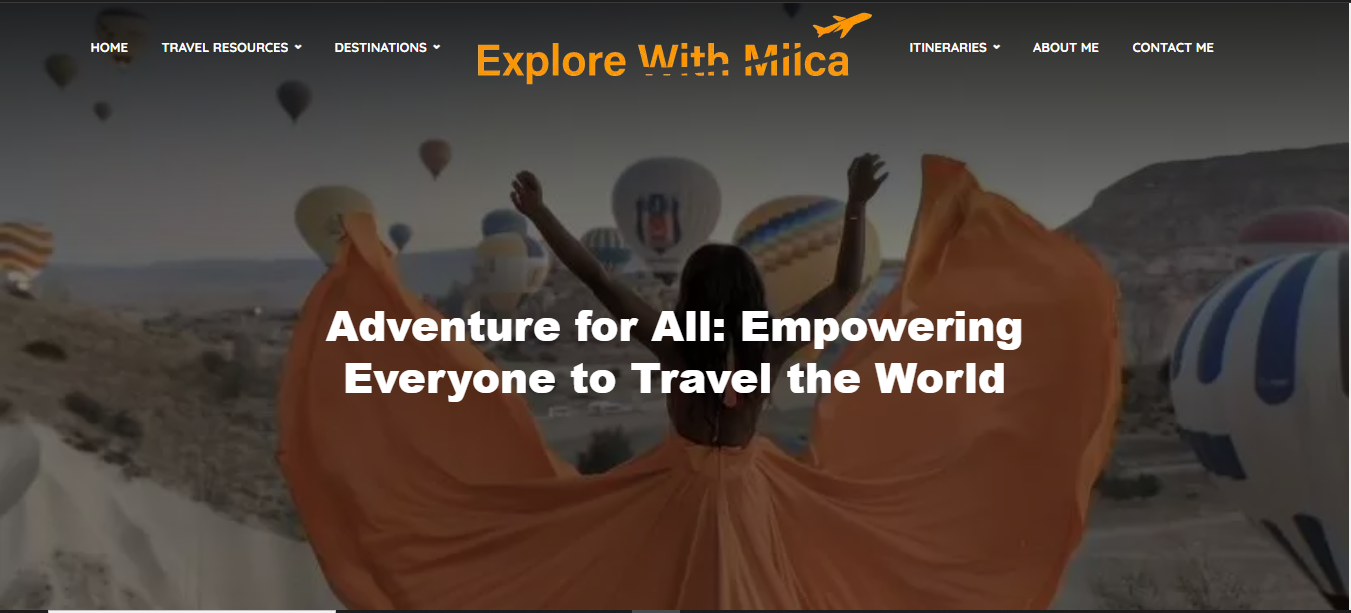 HOME
TRAVEL RESOURCES
DESTINATIONS
Explore With Miica
ITINERARIES
ABOUT ME
CONTACT ME
Adventure for All: Empowering
Everyone to Travel the World